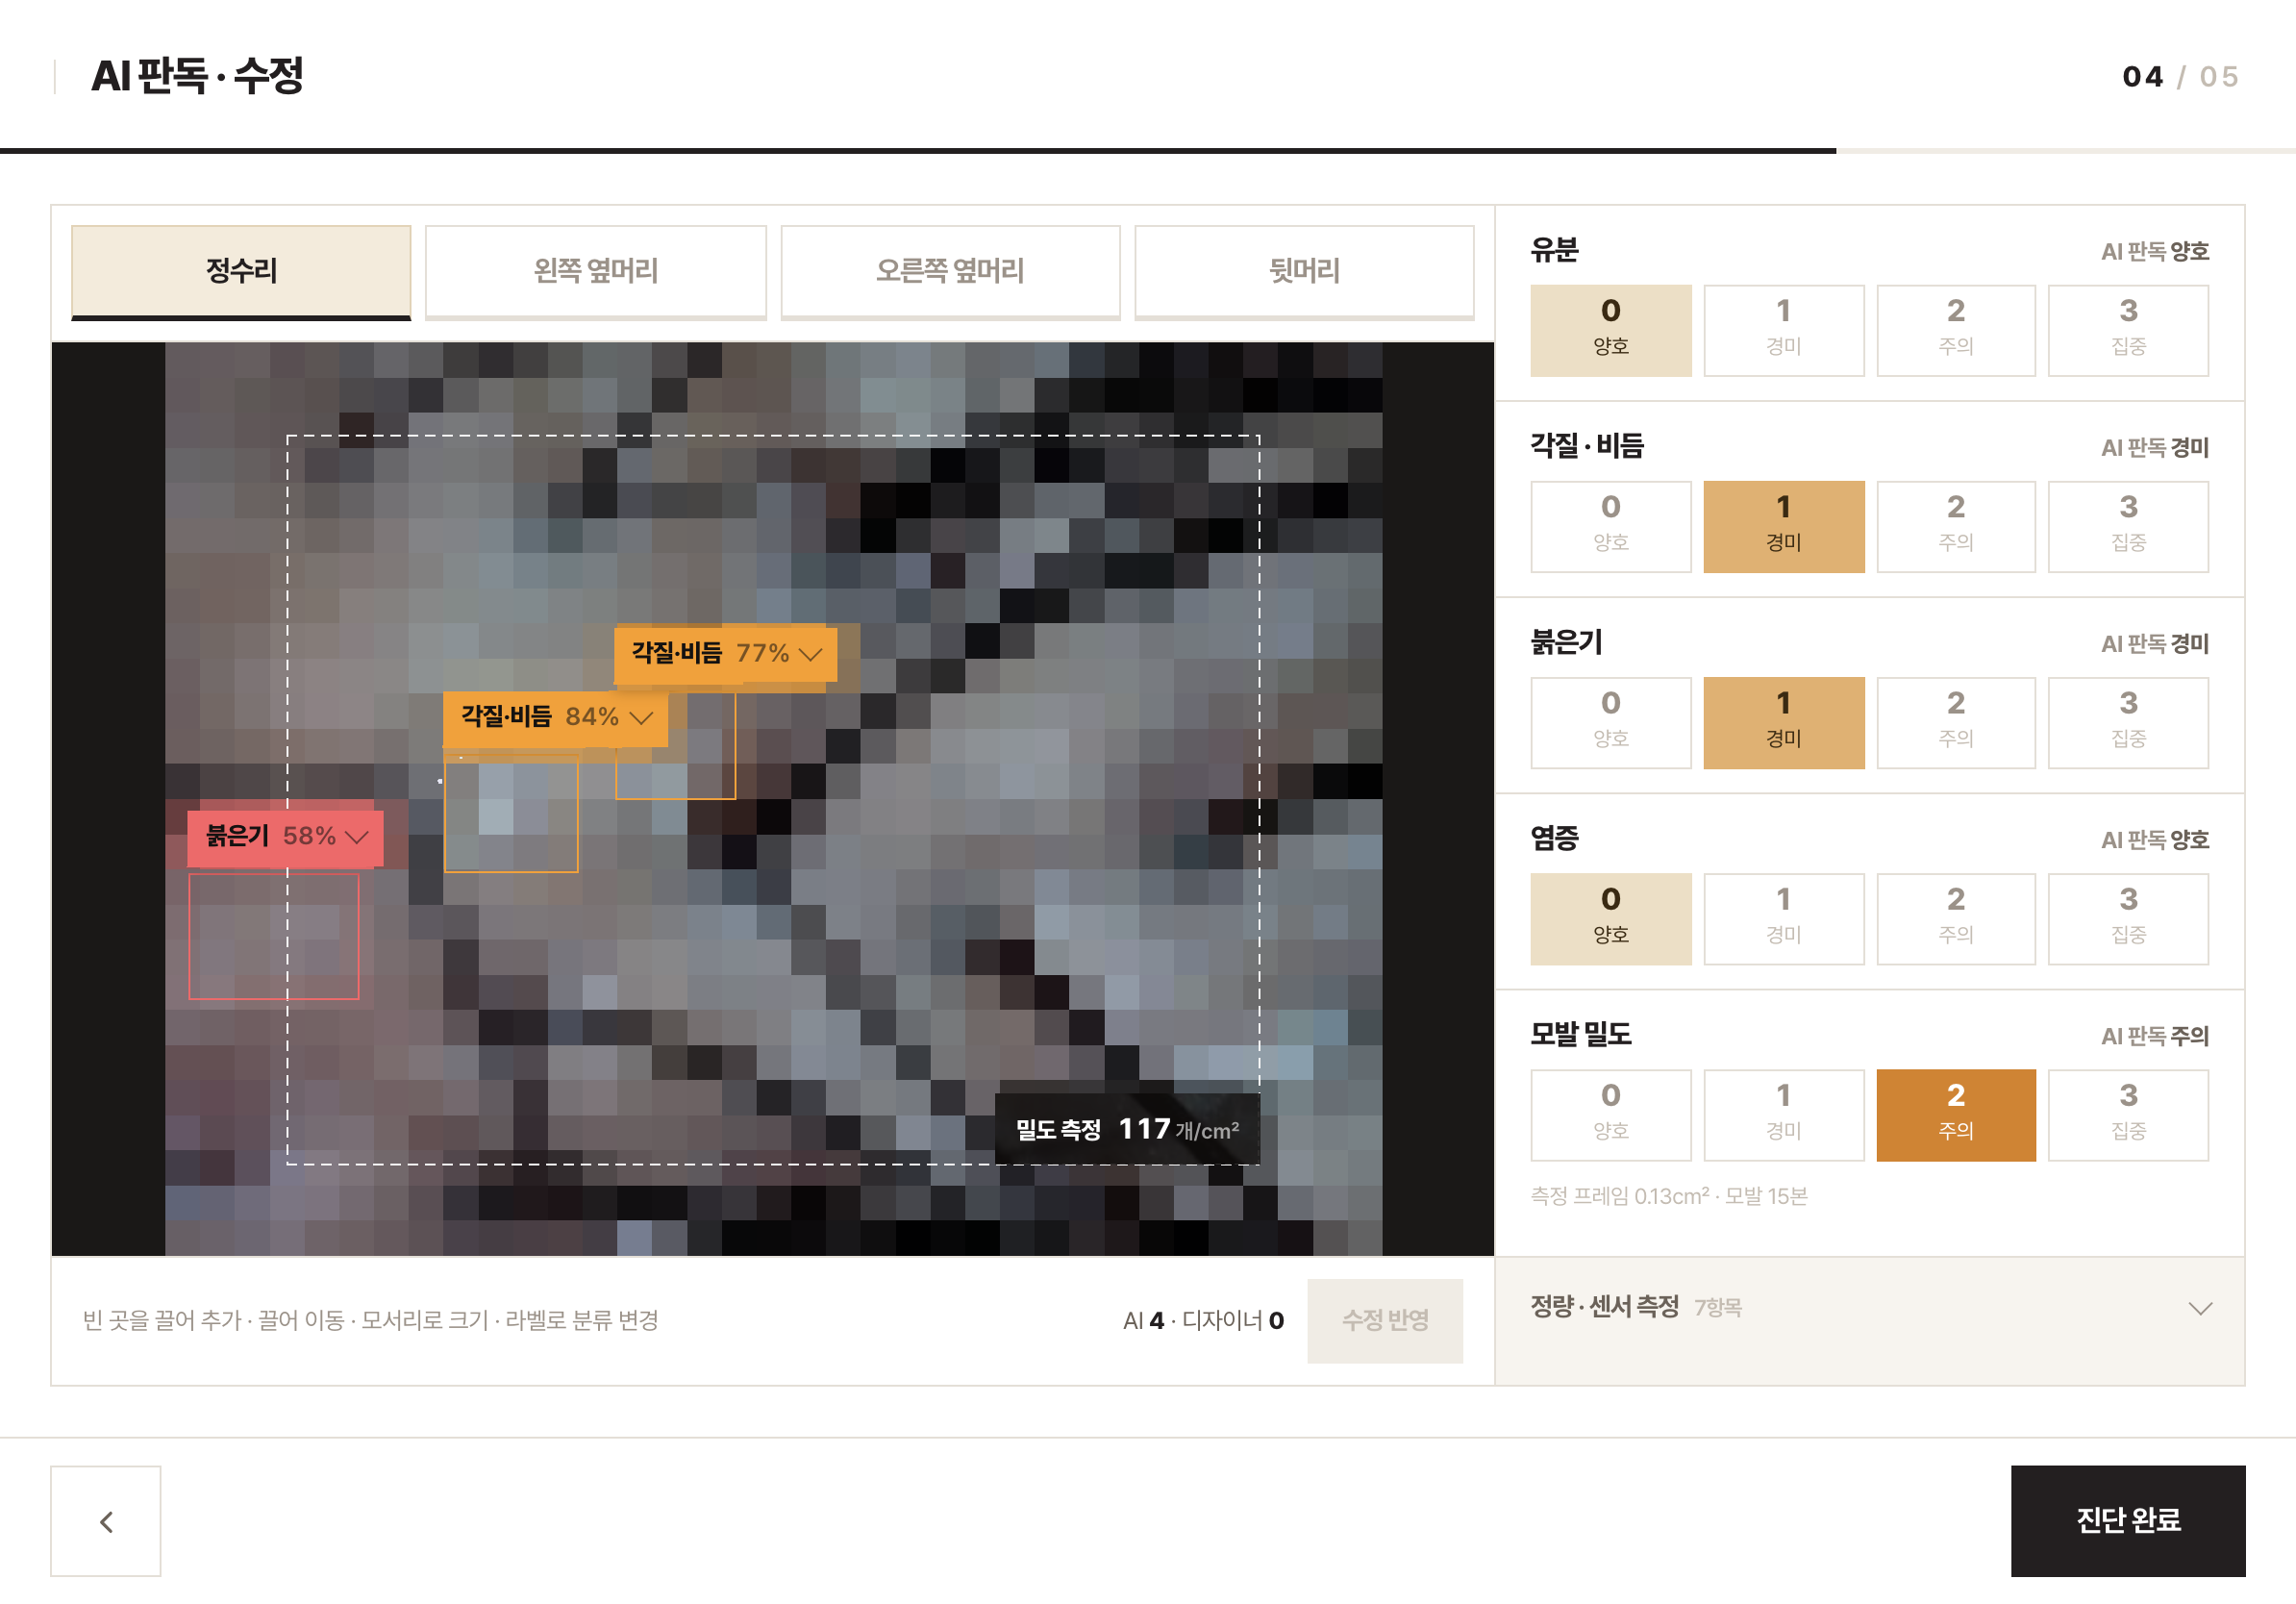 AI 판독 · 수정
04 / 05
정수리
왼쪽 옆머리
오른쪽 옆머리
뒷머리
각질·비듬 77%
각질·비듬 84%
붉은기 58%
밀도 측정 117 개/cm²
빈 곳을 끌어 추가 · 끌어 이동 · 모서리로 크기 · 라벨로 분류 변경
AI 4 · 디자이너 0
수정 반영
유분
AI 판독 양호
0 1 2 3
양호 경미 주의 집중
각질 · 비듬
AI 판독 경미
0 1 2 3
양호 경미 주의 집중
붉은기
AI 판독 경미
0 1 2 3
양호 경미 주의 집중
염증
AI 판독 양호
0 1 2 3
양호 경미 주의 집중
모발 밀도
AI 판독 주의
0 1 2 3
양호 경미 주의 집중
측정 프레임 0.13cm² · 모발 15본
정량 · 센서 측정 7항목
진단 완료